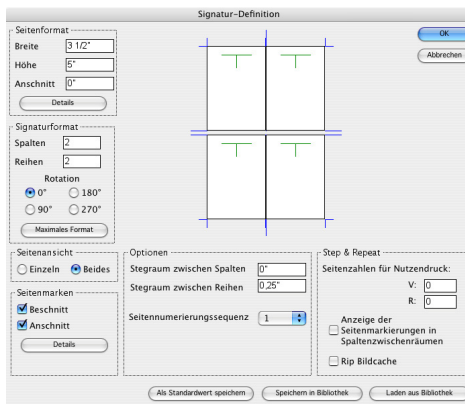 Signatur-Definition
Seitenformat
Breite 3 1/2"
Höhe 5"
Anschnitt 0"
Details
OK
Abbrechen
Signaturformat
Spalten 2
Reihen 2
Rotation
0° 180°
90° 270°
Maximales Format
Seitenansicht
Einzeln Beides
Seitenmarken
Beschnitt
Anschnitt
Details
Optionen
Stegraum zwischen Spalten 0"
Stegraum zwischen Reihen 0,25"
Seitennumerierungssequenz 1
Step & Repeat
Seitenzahlen für Nutzendruck:
V: 0
R: 0
Anzeige der
Seitenmarkierungen in
Spaltenzwischenräumen
Rip Bildcache
Als Standardwert speichern
Speichern in Bibliothek
Laden aus Bibliothek